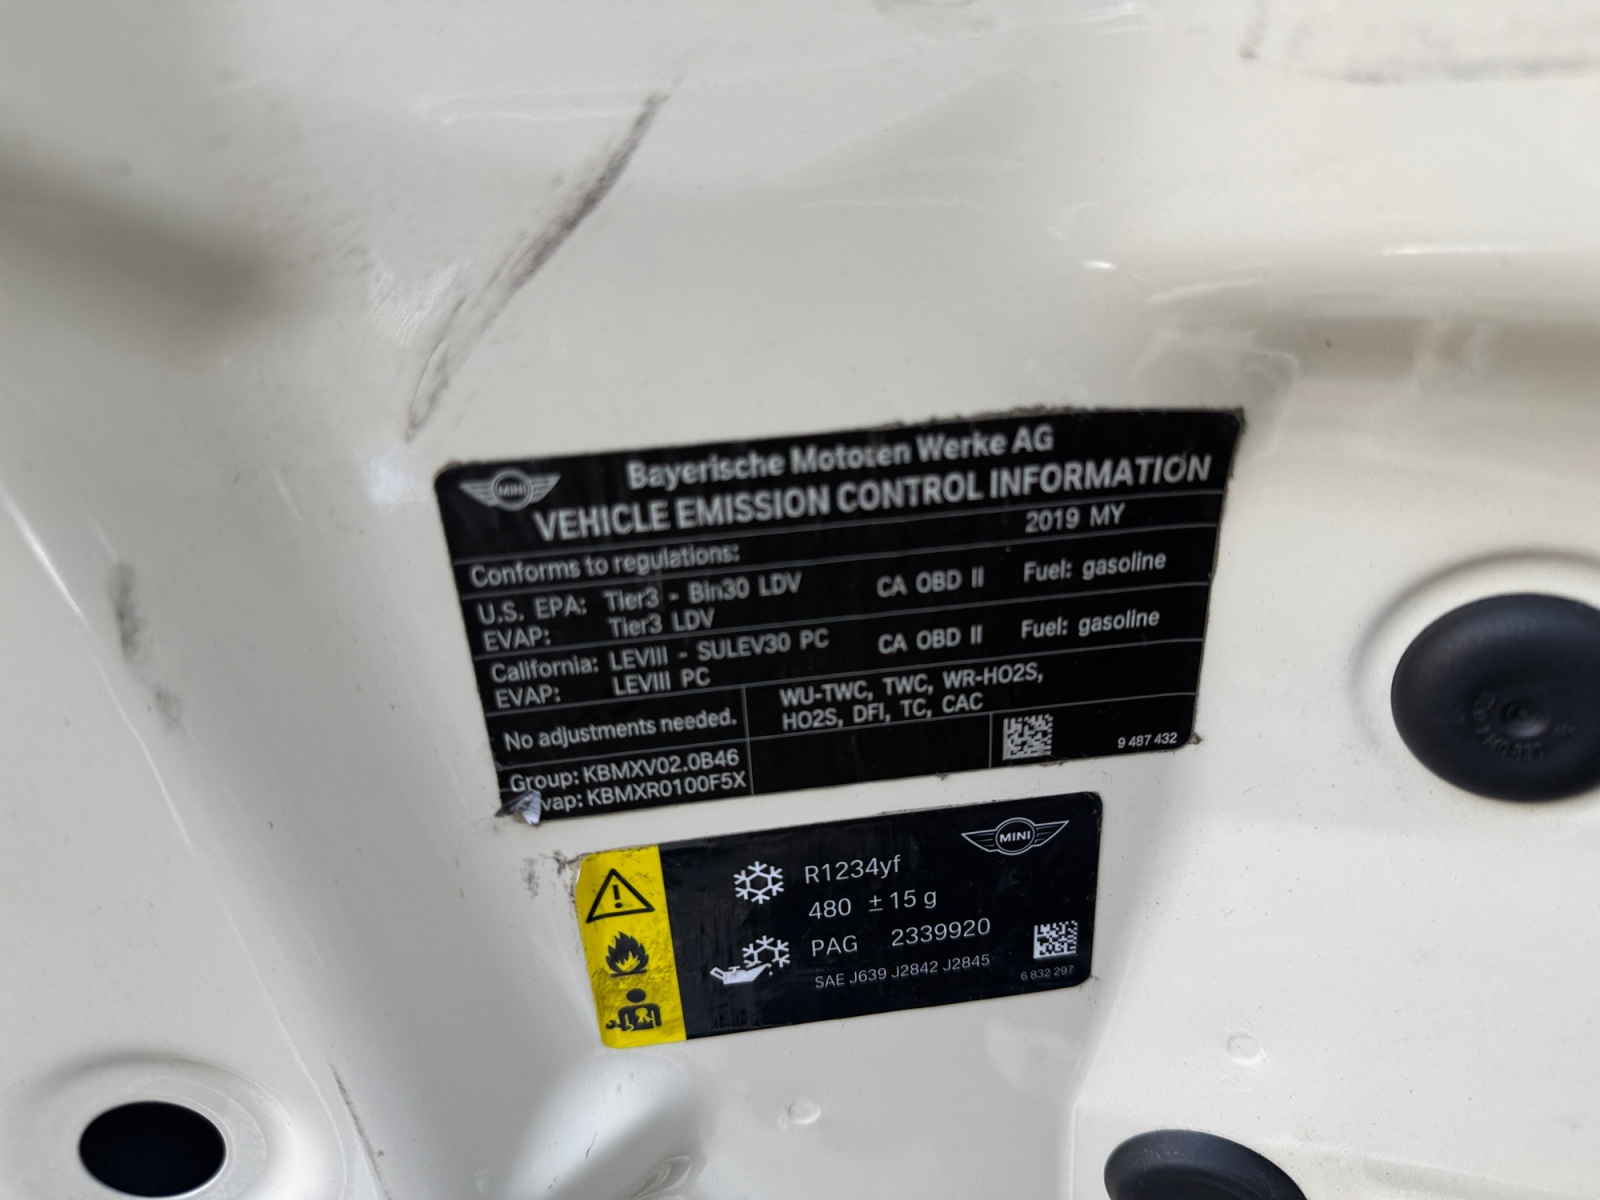 MINI
Bayerische Motoren Werke AG
VEHICLE EMISSION CONTROL INFORMATION
Conforms to regulations: 2019 MY
U.S. EPA: Tier3 - Bin30 LDV CA OBD II Fuel: gasoline
EVAP: Tier3 LDV
California: LEVIII - SULEV30 PC CA OBD II Fuel: gasoline
EVAP: LEVIII PC
No adjustments needed.
WU-TWC, TWC, WR-HO2S,
HO2S, DFI, TC, CAC
Group: KBMXV02.0B46
vap: KBMXR0100F5X
9 487 432
MINI
R1234yf
480 ± 15 g
PAG 2339920
SAE J639 J2842 J2845
6 832 297